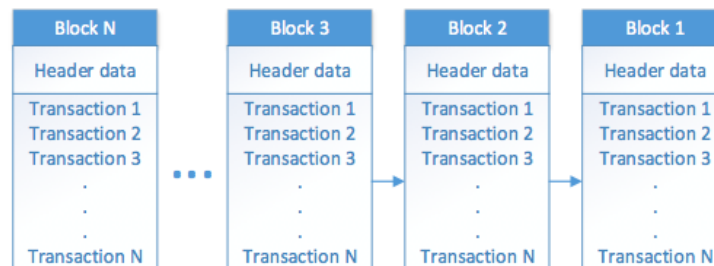 Block N
Header data
Transaction 1
Transaction 2
Transaction 3
.
.
.
Transaction N
...
Block 3
Header data
Transaction 1
Transaction 2
Transaction 3
.
.
.
Transaction N
Block 2
Header data
Transaction 1
Transaction 2
Transaction 3
.
.
.
Transaction N
Block 1
Header data
Transaction 1
Transaction 2
Transaction 3
.
.
.
Transaction N